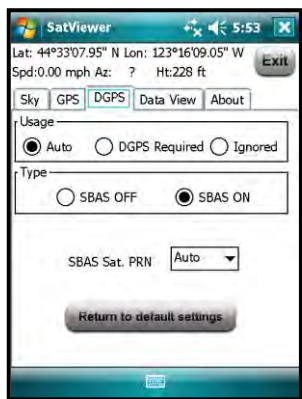 SatViewer 5:53
Lat: 44°33'07.95" N Lon: 123°16'09.05" W
Spd:0.00 mph Az: ? Ht:228 ft
Exit
Sky GPS DGPS Data View About
Usage
Auto DGPS Required Ignored
Type
SBAS OFF SBAS ON
SBAS Sat. PRN Auto
Return to default settings